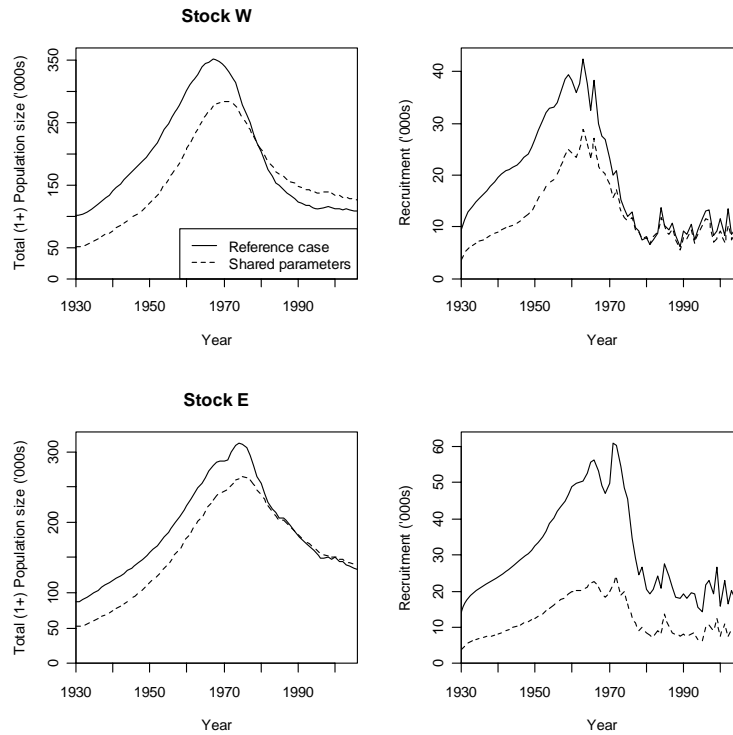 Stock W
Total (1+) Population size ('000s)
0 50 150 250 350
1930 1950 1970 1990
Year
Reference case
Shared parameters
Recruitment ('000s)
0 10 20 30 40
1930 1950 1970 1990
Year
Stock E
Total (1+) Population size ('000s)
0 100 200 300
1930 1950 1970 1990
Year
Recruitment ('000s)
0 10 20 30 40 50 60
1930 1950 1970 1990
Year